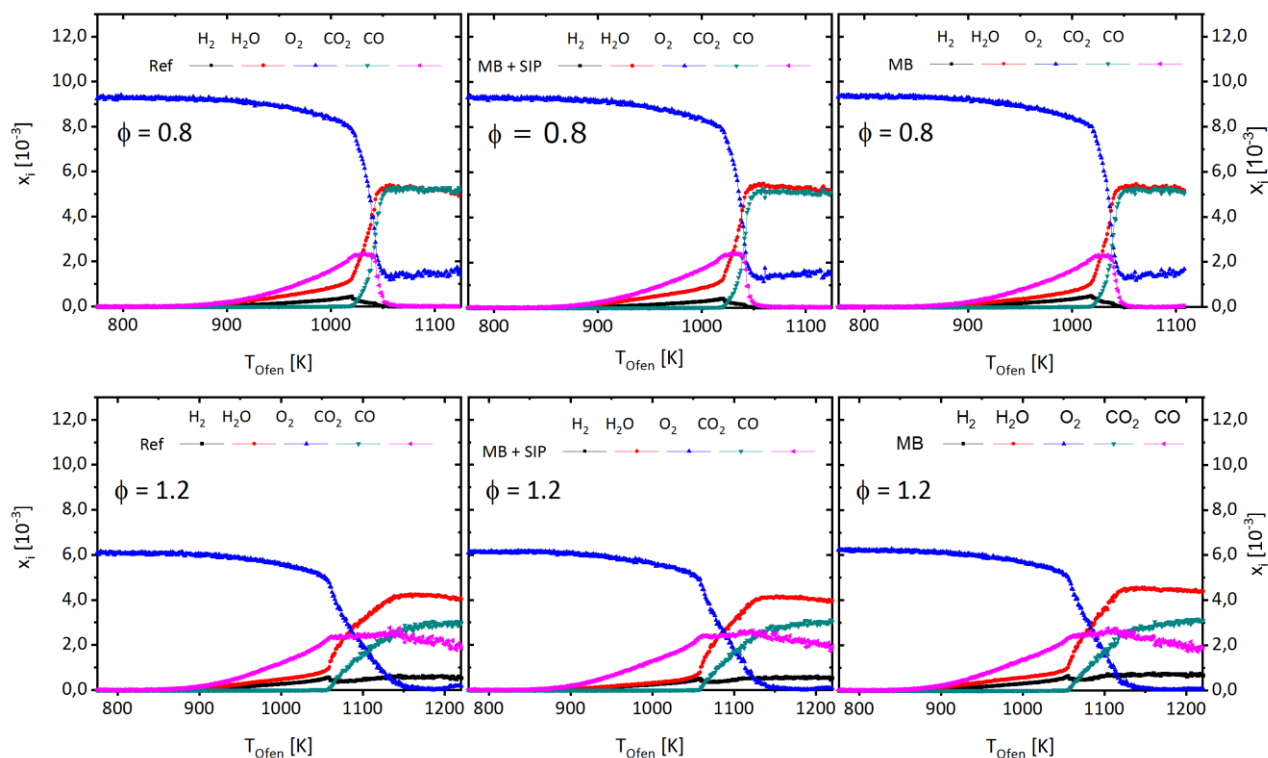 12,0
10,0
8,0
6,0
4,0
2,0
0,0
x_i [10^-3]
H₂ H₂O O₂ CO₂ CO
Ref
ϕ = 0.8
800 900 1000 1100
T_Ofen [K]
H₂ H₂O O₂ CO₂ CO
MB + SIP
ϕ = 0.8
800 900 1000 1100
T_Ofen [K]
H₂ H₂O O₂ CO₂ CO
MB
ϕ = 0.8
800 900 1000 1100
T_Ofen [K]
12,0
10,0
8,0
6,0
4,0
2,0
0,0
x_i [10^-3]
12,0
10,0
8,0
6,0
4,0
2,0
0,0
x_i [10^-3]
H₂ H₂O O₂ CO₂ CO
Ref
ϕ = 1.2
800 900 1000 1100 1200
T_Ofen [K]
H₂ H₂O O₂ CO₂ CO
MB + SIP
ϕ = 1.2
800 900 1000 1100 1200
T_Ofen [K]
H₂ H₂O O₂ CO₂ CO
MB
ϕ = 1.2
800 900 1000 1100 1200
T_Ofen [K]
12,0
10,0
8,0
6,0
4,0
2,0
0,0
x_i [10^-3]